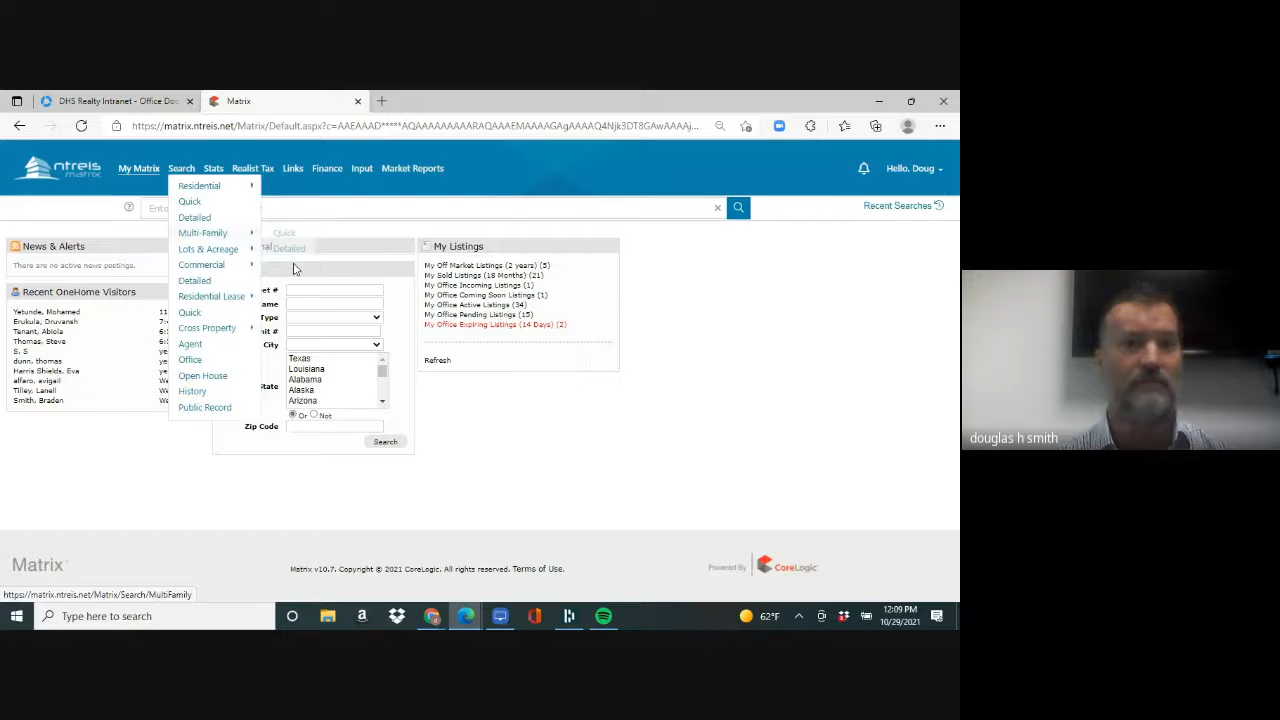 DHS Realty Intranet - Office Doc
Matrix
https://matrix.ntreis.net/Matrix/Default.aspx?c=AAEAAAD*****AQAAAAAAAAARAQAAAEMAAAAGAgAAAAQ4Njk3DT8GAwAAAAj...
ntreis
matrix
My Matrix Search Stats Realist Tax Links Finance Input Market Reports
Hello, Doug
Residential
Quick
Detailed
Multi-Family
Lots & Acreage
Commercial
Detailed
Residential Lease
Quick
Cross Property
Agent
Office
Open House
History
Public Record
Quick
Detailed
Recent Searches
News & Alerts
There are no active news postings.
Recent OneHome Visitors
Yetunde, Mohamed
Erukula, Druvansh
Tenant, Abiola
Thomas, Steve
S, S
dunn, thomas
Harris Shields, Eva
alfaro, avigail
Tilley, Lanell
Smith, Braden
City
Texas
Louisiana
Alabama
Alaska
Arizona
Or Not
Zip Code
Search
My Listings
My Off Market Listings (2 years) (5)
My Sold Listings (18 Months) (21)
My Office Incoming Listings (1)
My Office Coming Soon Listings (1)
My Office Active Listings (34)
My Office Pending Listings (15)
My Office Expiring Listings (14 Days) (2)
Refresh
Matrix
Matrix v10.7. Copyright © 2021 CoreLogic. All rights reserved. Terms of Use.
Powered By CoreLogic
https://matrix.ntreis.net/Matrix/Search/MultiFamily
Type here to search
62°F
12:09 PM
10/29/2021
douglas h smith